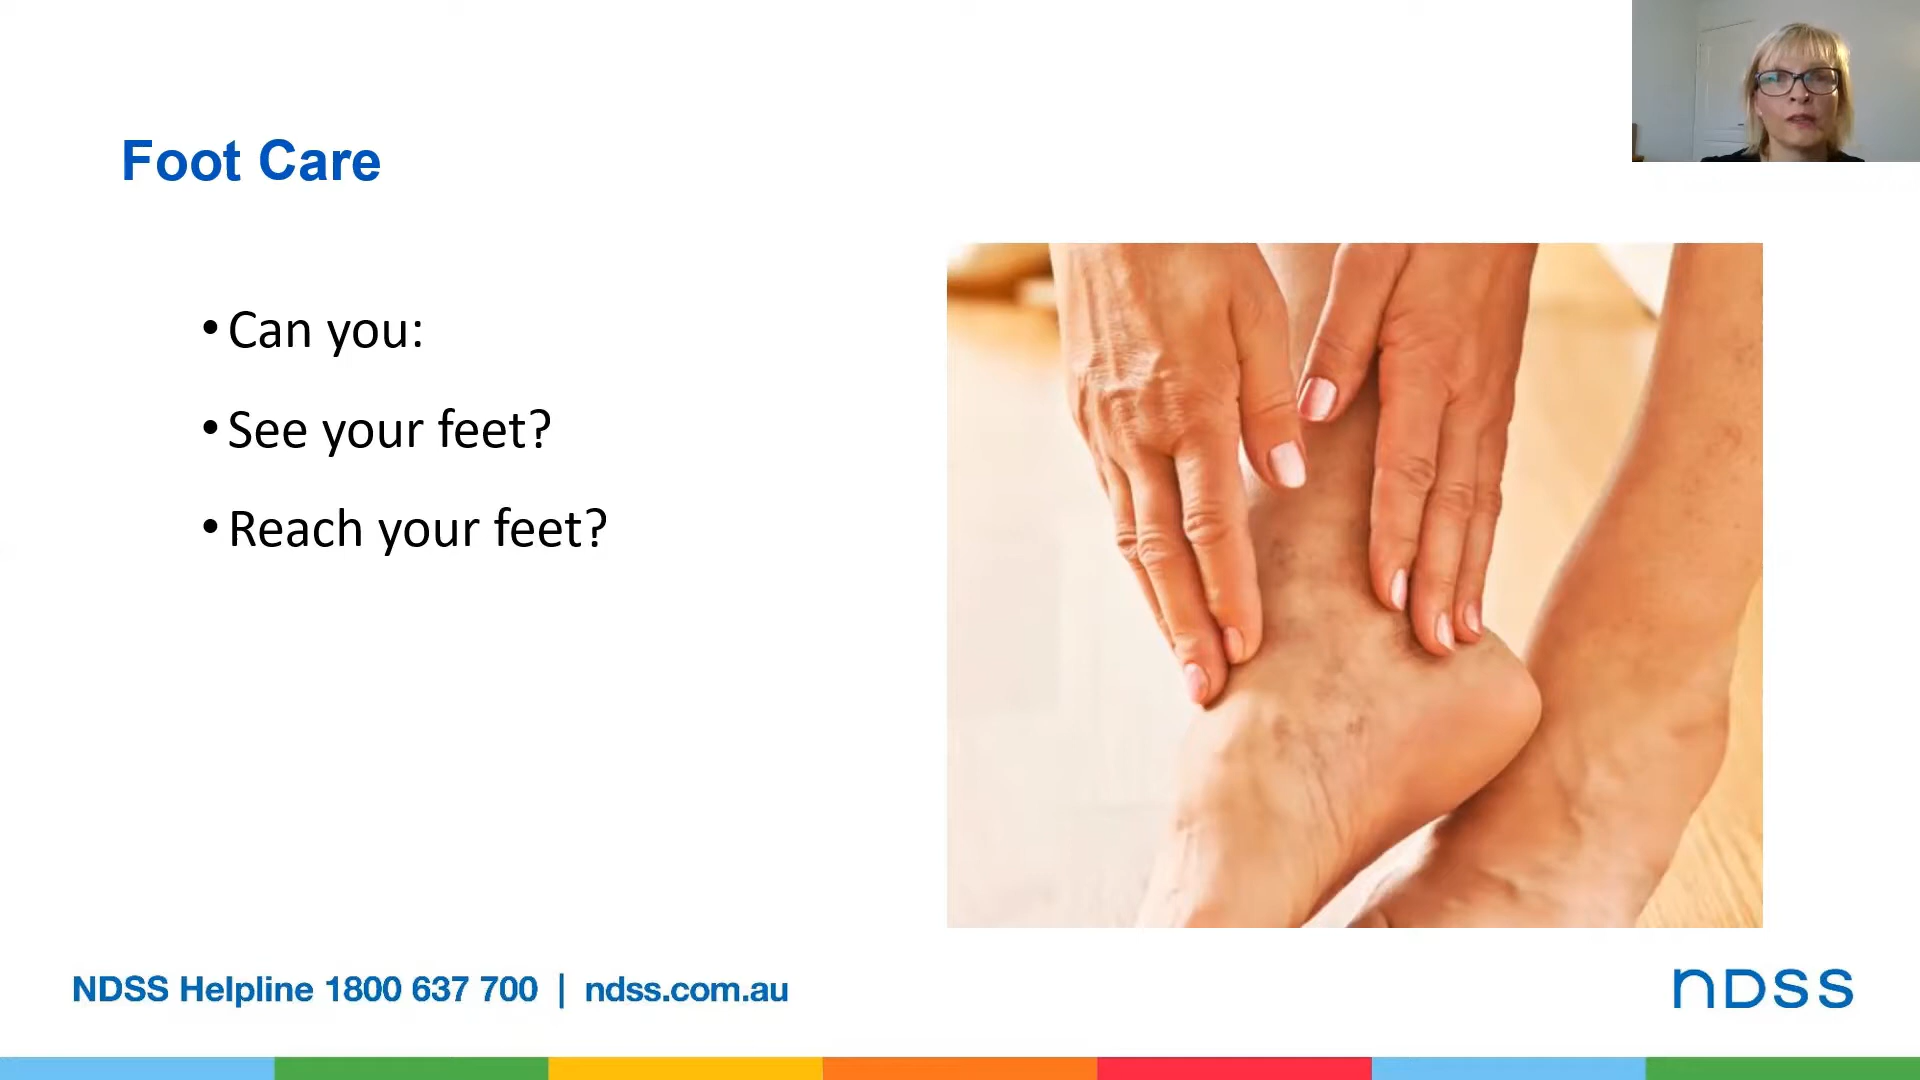 Foot Care
• Can you:
• See your feet?
• Reach your feet?
NDSS Helpline 1800 637 700 | ndss.com.au
NDSS